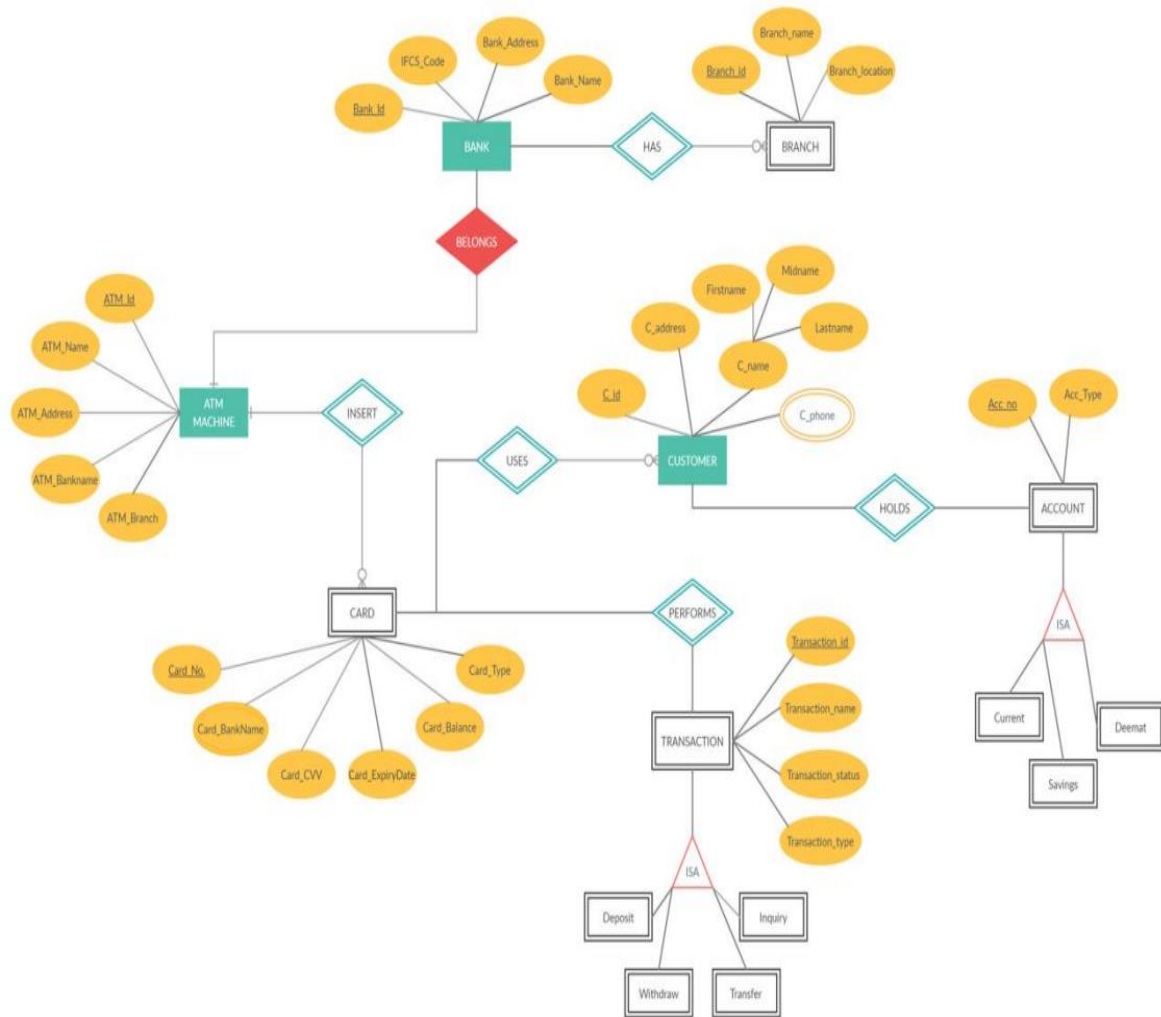 Branch_name
Bank_Address
IFCS_Code
Branch_id
Branch_location
Bank_Name
Bank_Id
BANK
HAS
BRANCH
BELONGS
Midname
Firstname
ATM_Id
C_address
Lastname
ATM_Name
C_name
C_id
Acc_Type
Acc_no
ATM_Address
ATM
MACHINE
INSERT
C_phone
USES
CUSTOMER
ATM_Bankname
HOLDS
ACCOUNT
ATM_Branch
CARD
PERFORMS
ISA
Transaction_id
Card_No.
Card_Type
Transaction_name
Current
Deemat
Card_BankName
Card_Balance
TRANSACTION
Card_CVV
Card_ExpiryDate
Transaction_status
Savings
Transaction_type
ISA
Deposit
Inquiry
Withdraw
Transfer